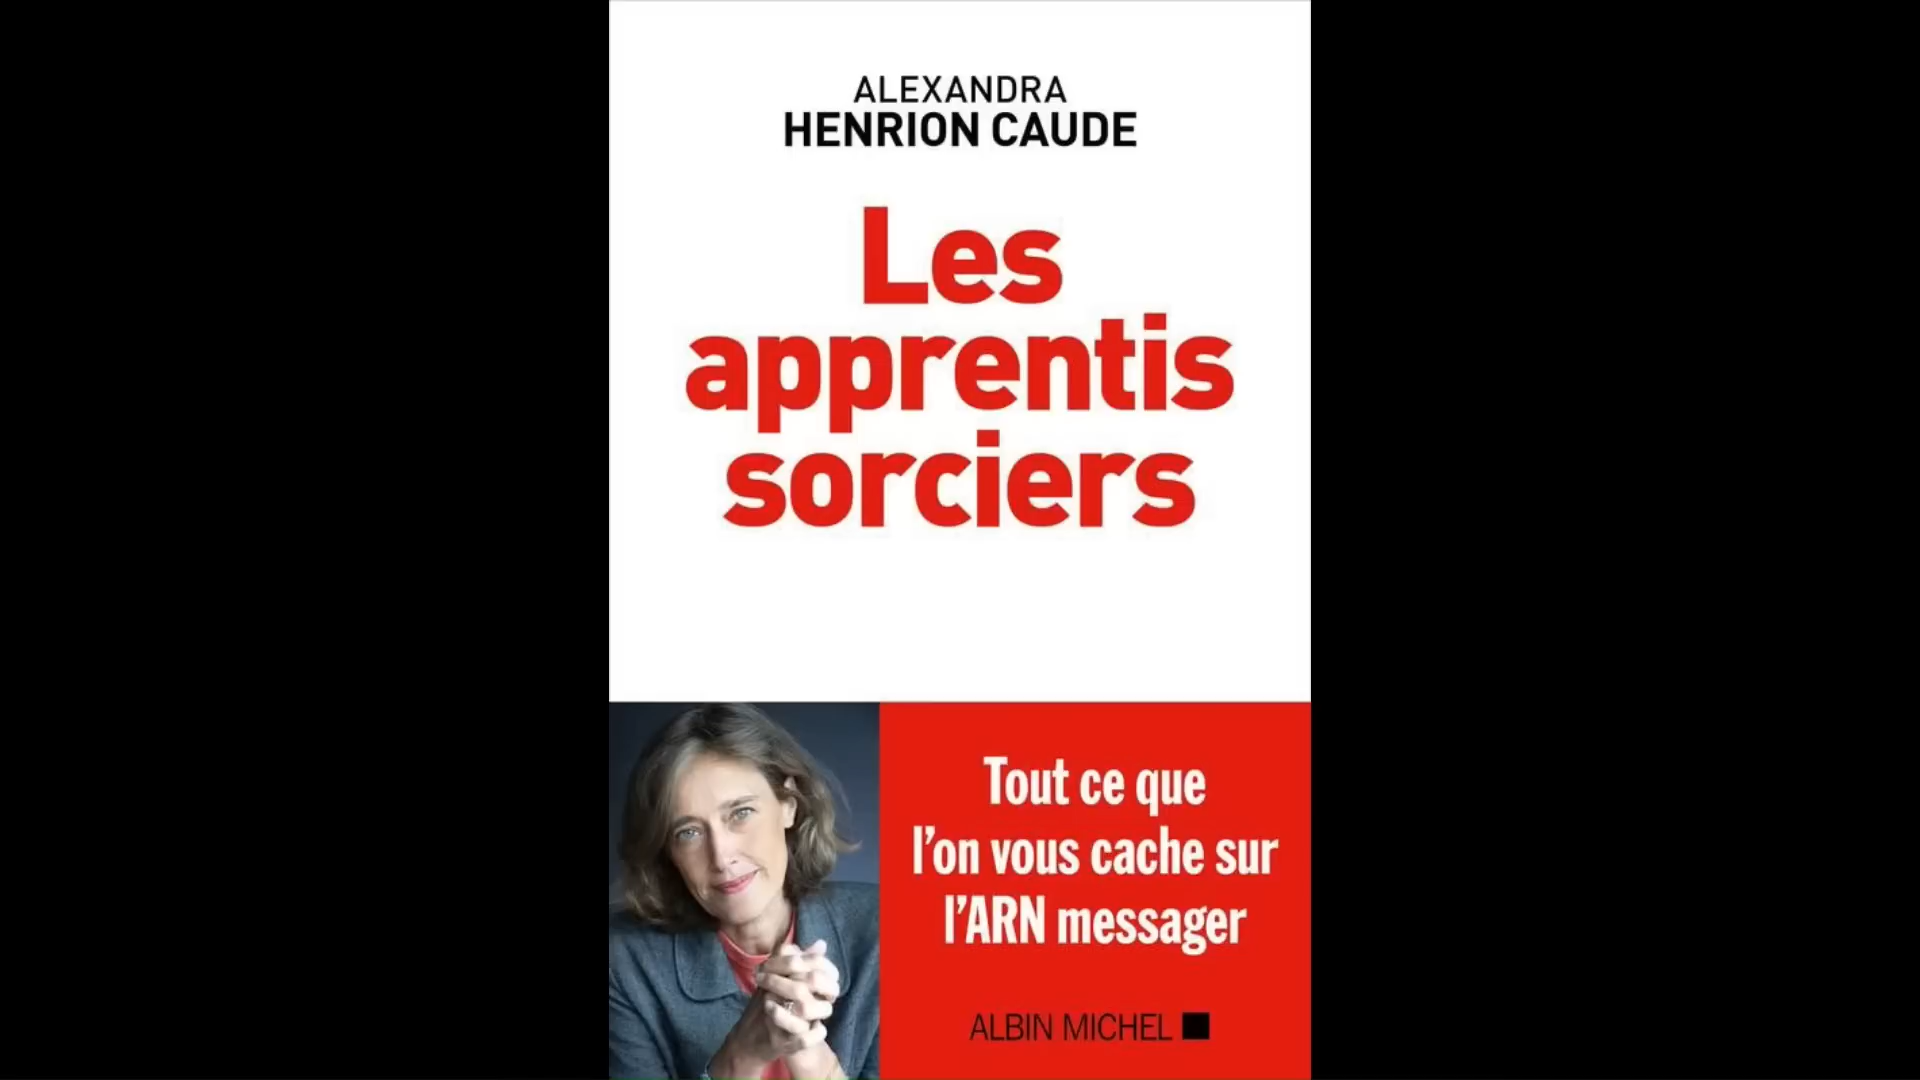 ALEXANDRA
HENRION CAUDE
Les
apprentis
sorciers
Tout ce que
l'on vous cache sur
l'ARN messager
ALBIN MICHEL